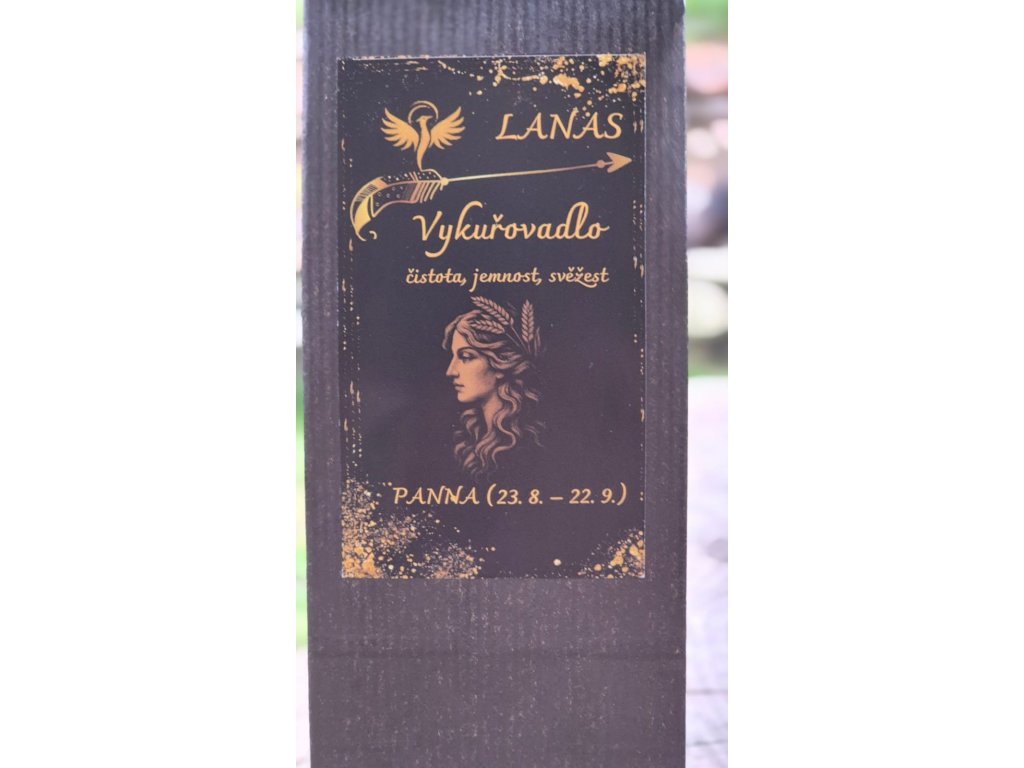 LANAS
Vykuřovadlo
čistota, jemnost, svěžest
PANNA (23. 8. – 22. 9.)